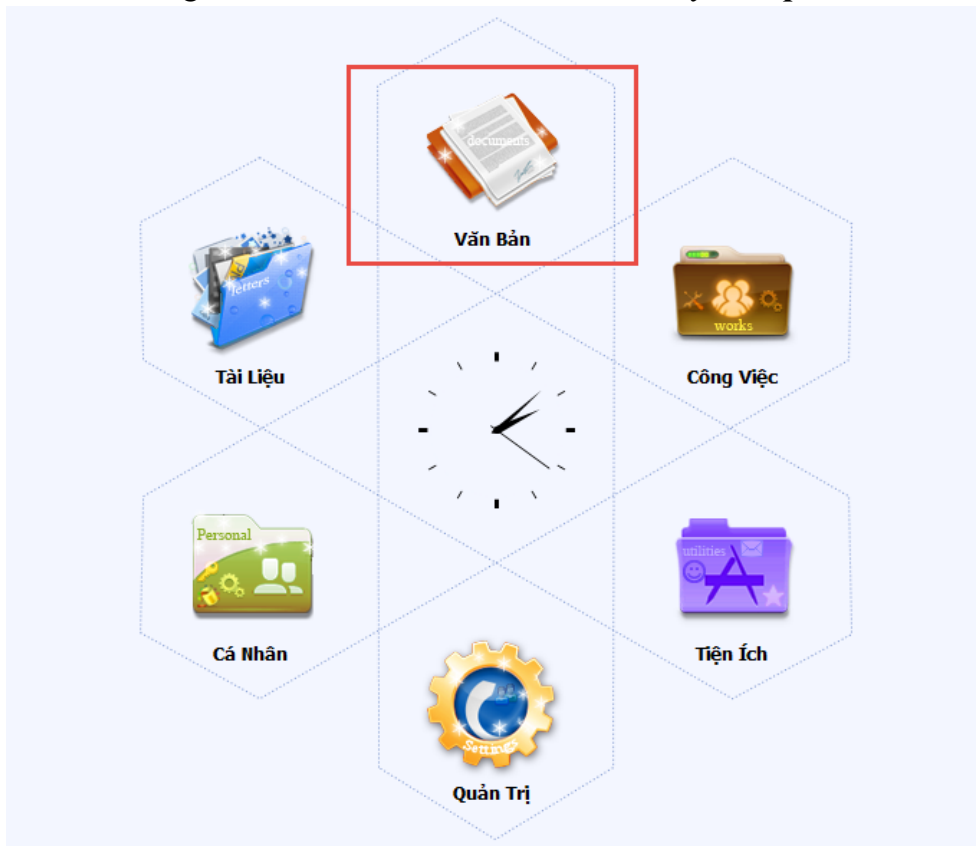 documents
Văn Bản
letters
works
Tài Liệu
Công Việc
Personal
utilities
Cá Nhân
Tiện Ích
Settings
Quản Trị